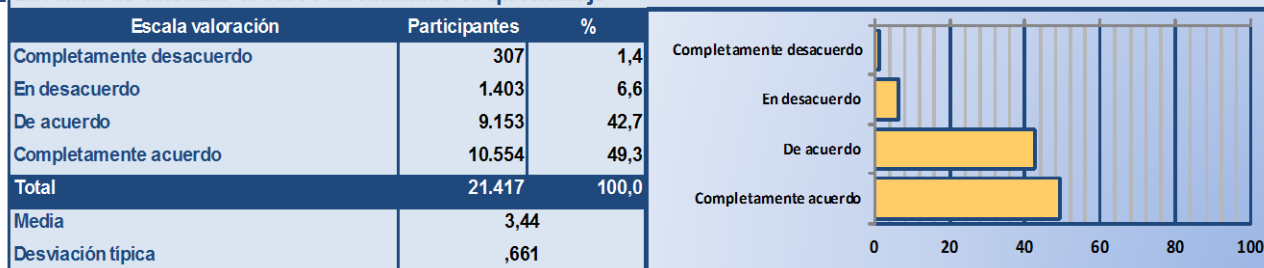 Escala valoración Participantes %
Completamente desacuerdo 307 1,4
En desacuerdo 1.403 6,6
De acuerdo 9.153 42,7
Completamente acuerdo 10.554 49,3
Total 21.417 100,0
Media 3,44
Desviación típica ,661
Completamente desacuerdo
En desacuerdo
De acuerdo
Completamente acuerdo
0 20 40 60 80 100